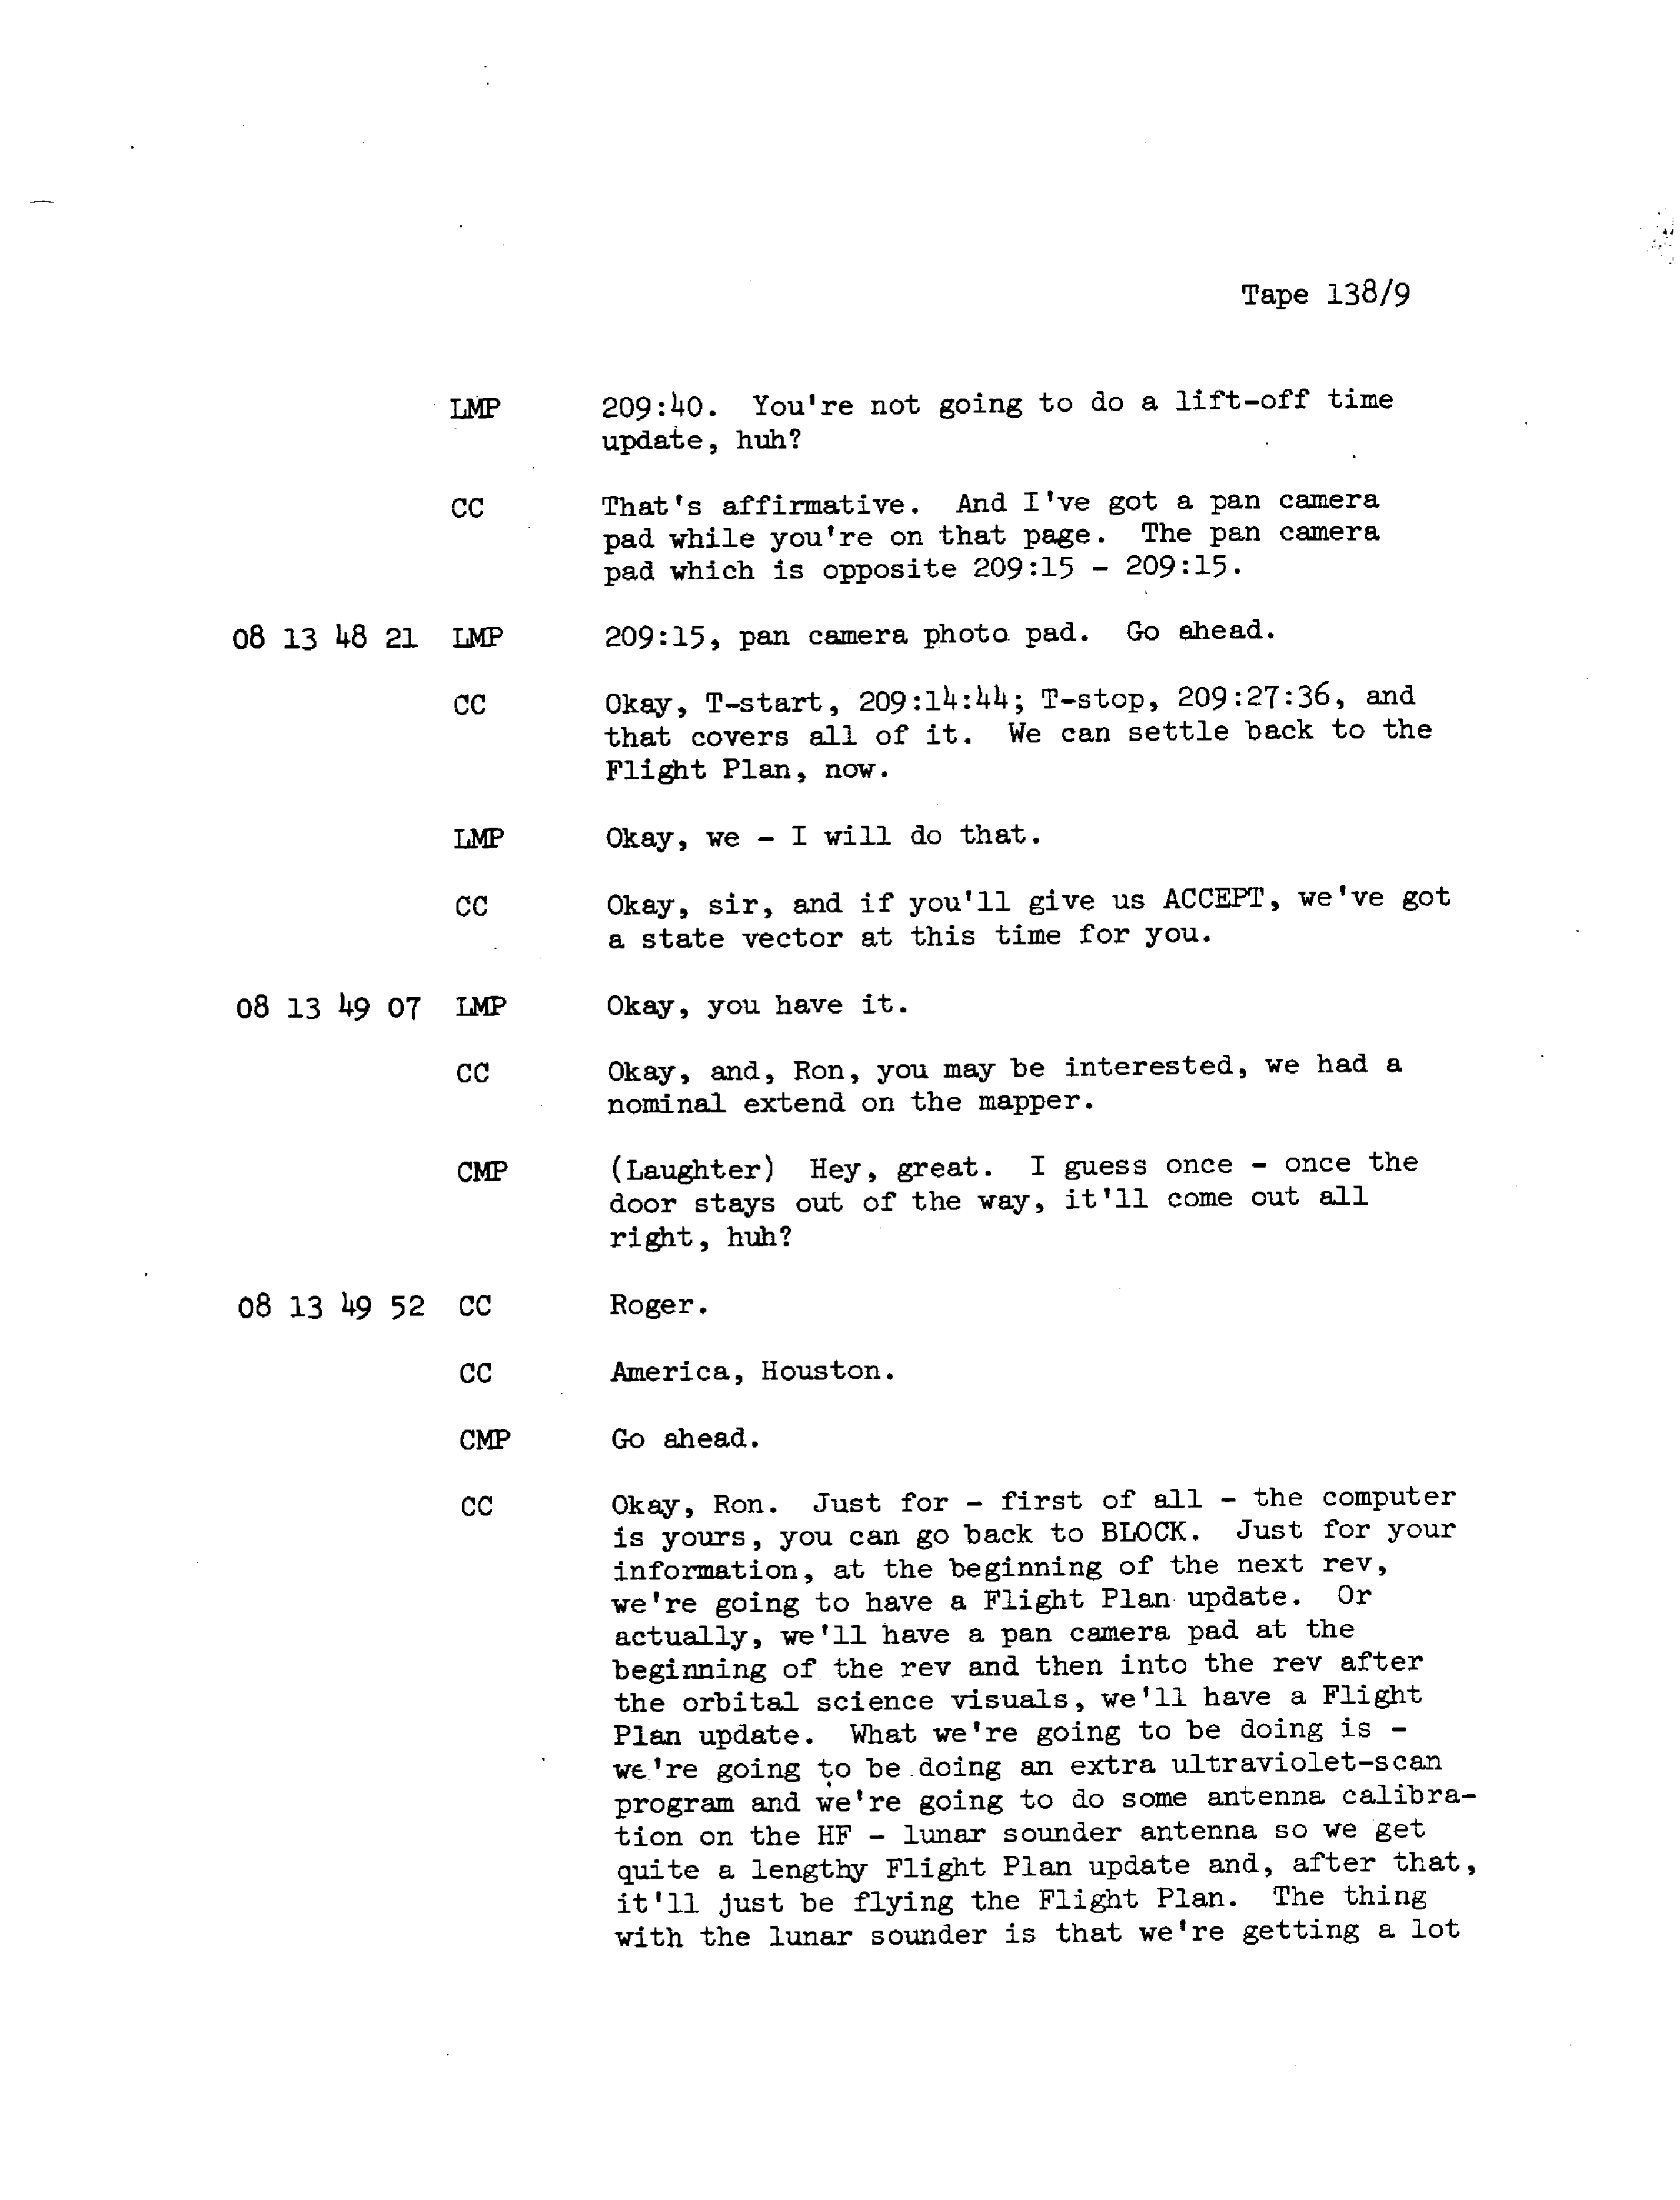 Tape 138/9
LMP 209:40. You're not going to do a lift-off time
update, huh?
CC That's affirmative. And I've got a pan camera
pad while you're on that page. The pan camera
pad which is opposite 209:15 - 209:15.
08 13 48 21 LMP 209:15, pan camera photo pad. Go ahead.
CC Okay, T-start, 209:14:44; T-stop, 209:27:36, and
that covers all of it. We can settle back to the
Flight Plan, now.
LMP Okay, we - I will do that.
CC Okay, sir, and if you'll give us ACCEPT, we've got
a state vector at this time for you.
08 13 49 07 LMP Okay, you have it.
CC Okay, and, Ron, you may be interested, we had a
nominal extend on the mapper.
CMP (Laughter) Hey, great. I guess once - once the
door stays out of the way, it'll come out all
right, huh?
08 13 49 52 CC Roger.
CC America, Houston.
CMP Go ahead.
CC Okay, Ron. Just for - first of all - the computer
is yours, you can go back to BLOCK. Just for your
information, at the beginning of the next rev,
we're going to have a Flight Plan update. Or
actually, we'll have a pan camera pad at the
beginning of the rev and then into the rev after
the orbital science visuals, we'll have a Flight
Plan update. What we're going to be doing is -
we're going to be doing an extra ultraviolet-scan
program and we're going to do some antenna calibra-
tion on the HF - lunar sounder antenna so we get
quite a lengthy Flight Plan update and, after that,
it'll just be flying the Flight Plan. The thing
with the lunar sounder is that we're getting a lot